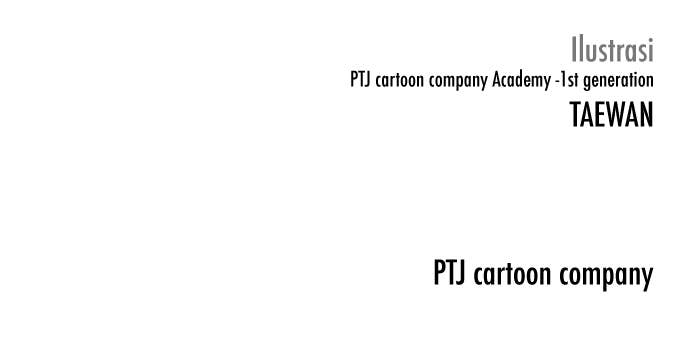 Ilustrasi
PTJ cartoon company Academy -1st generation
TAEWAN
PTJ cartoon company